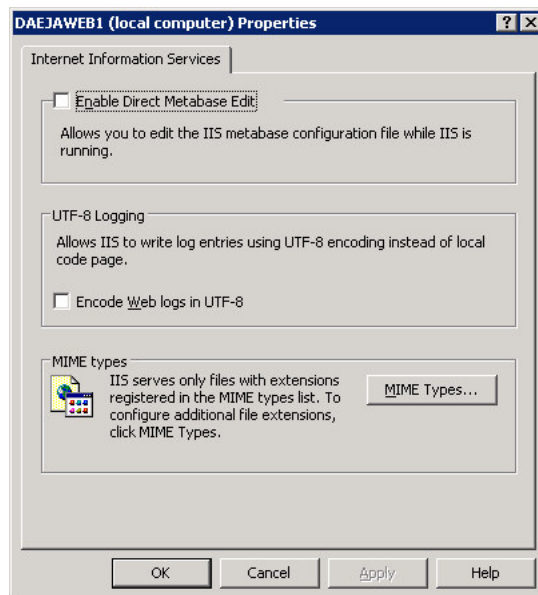 DAEJAWEB1 (local computer) Properties
Internet Information Services
Enable Direct Metabase Edit
Allows you to edit the IIS metabase configuration file while IIS is
running.
UTF-8 Logging
Allows IIS to write log entries using UTF-8 encoding instead of local
code page.
Encode Web logs in UTF-8
MIME types
IIS serves only files with extensions
registered in the MIME types list. To
configure additional file extensions,
click MIME Types.
MIME Types...
OK Cancel Apply Help